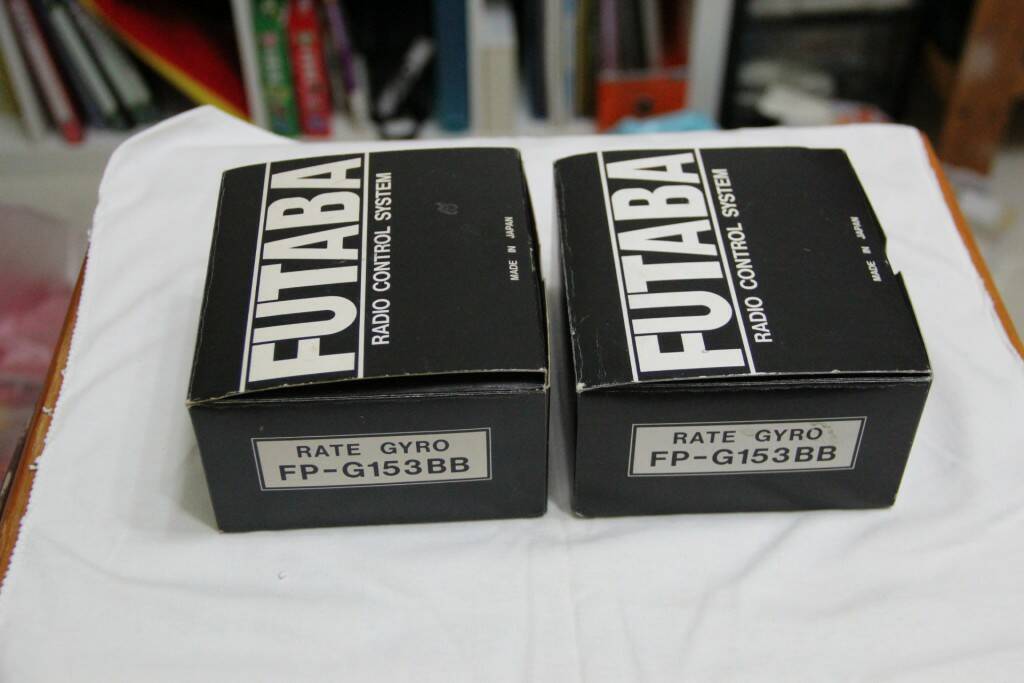 FUTABA
RADIO CONTROL SYSTEM
MADE IN JAPAN
RATE GYRO
FP-G153BB
FUTABA
RADIO CONTROL SYSTEM
MADE IN JAPAN
RATE GYRO
FP-G153BB